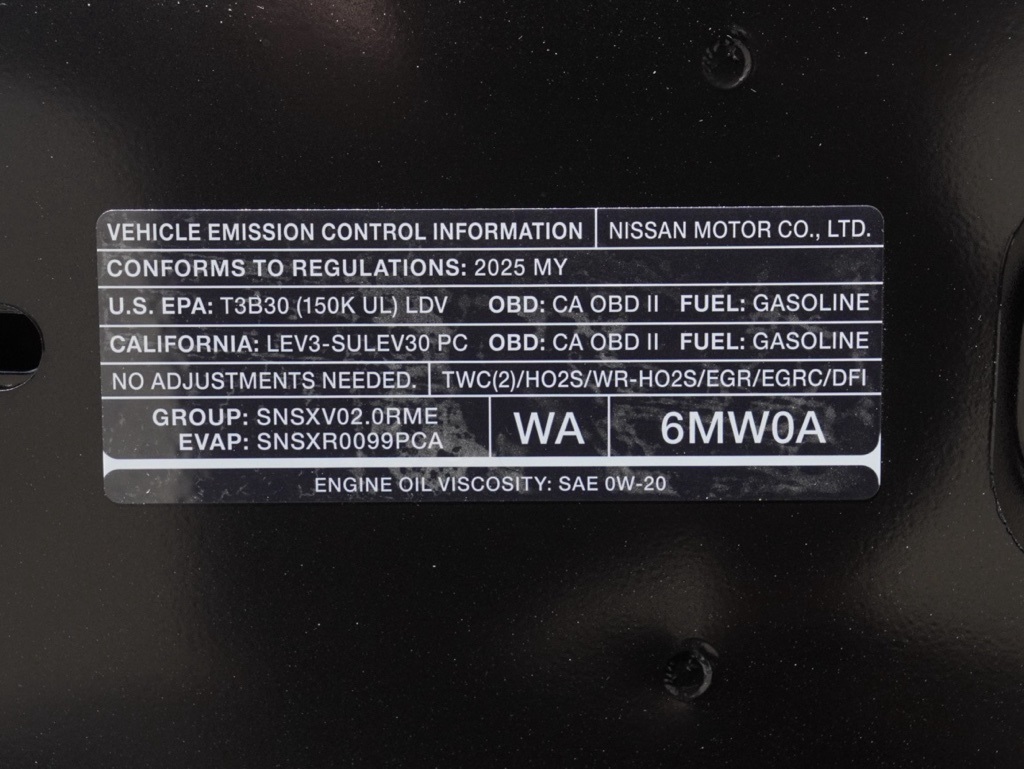 VEHICLE EMISSION CONTROL INFORMATION NISSAN MOTOR CO., LTD.
CONFORMS TO REGULATIONS: 2025 MY
U.S. EPA: T3B30 (150K UL) LDV OBD: CA OBD II FUEL: GASOLINE
CALIFORNIA: LEV3-SULEV30 PC OBD: CA OBD II FUEL: GASOLINE
NO ADJUSTMENTS NEEDED. TWC(2)/HO2S/WR-HO2S/EGR/EGRC/DFI
GROUP: SNSXV02.0RME
EVAP: SNSXR0099PCA
WA
6MW0A
ENGINE OIL VISCOSITY: SAE 0W-20